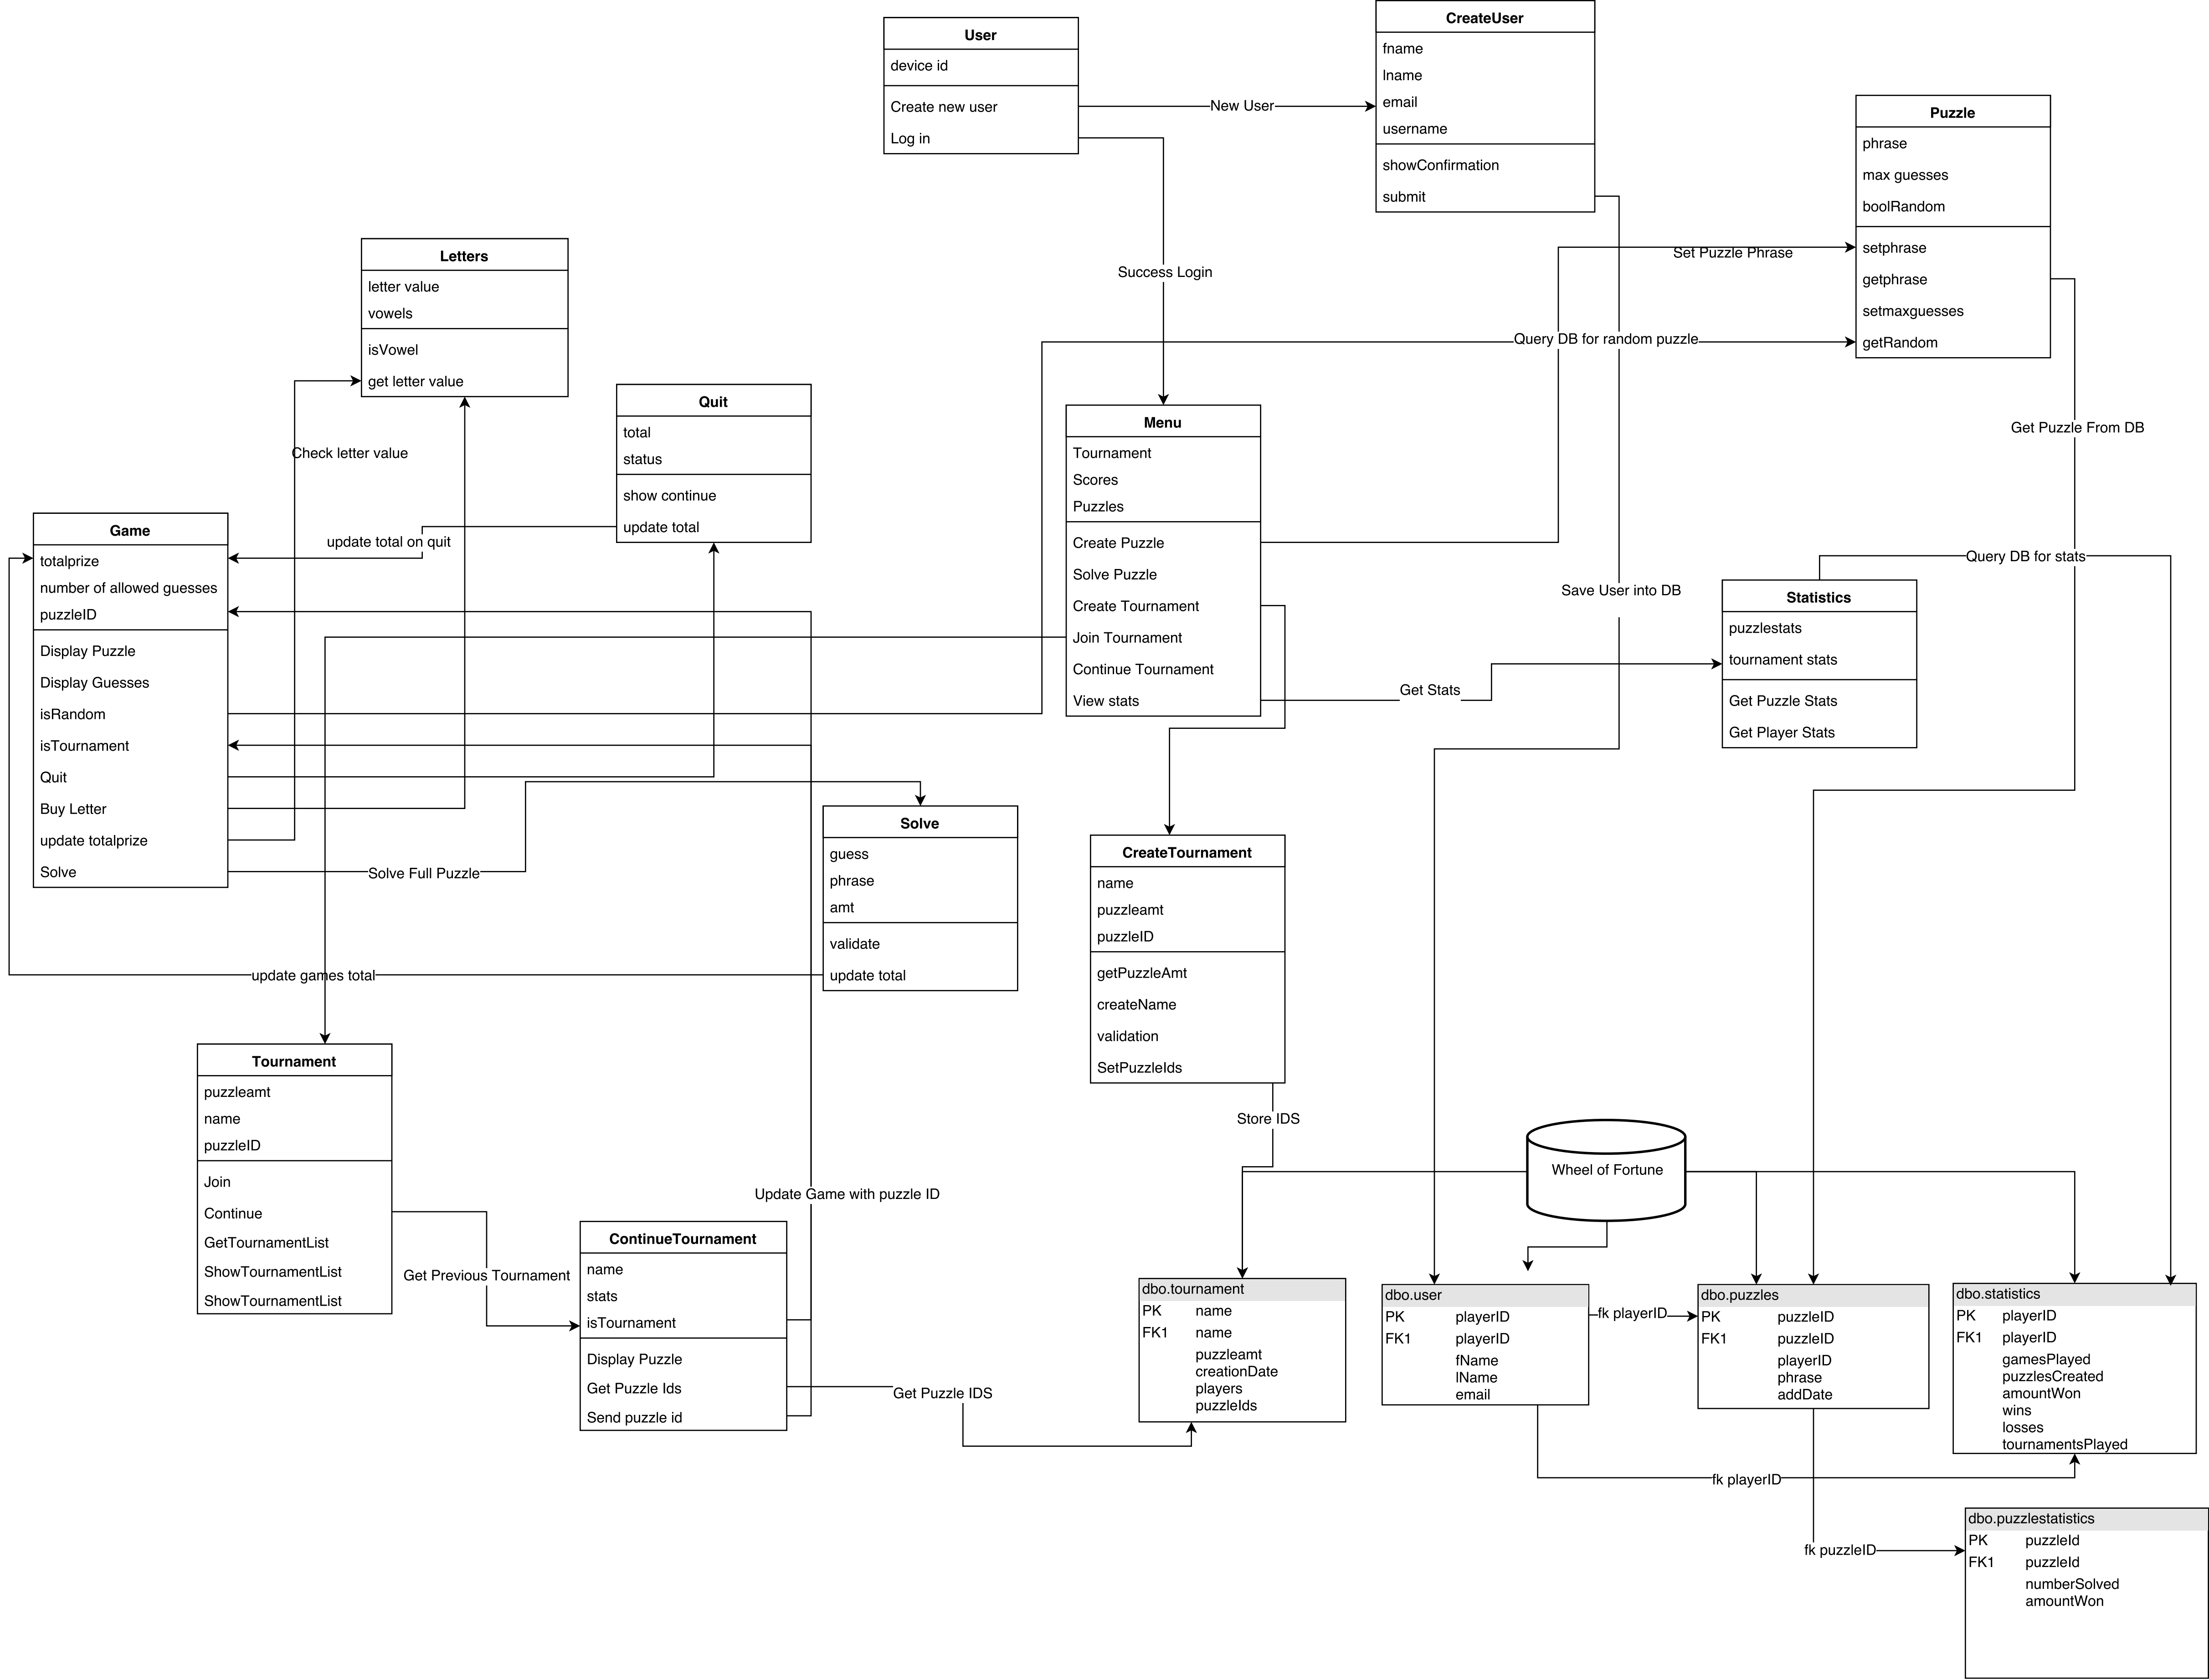 User
device id
Create new user
Log in
New User
CreateUser
fname
lname
email
username
showConfirmation
submit
Puzzle
phrase
max guesses
boolRandom
setphrase
getphrase
setmaxguesses
getRandom
Set Puzzle Phrase
Success Login
Query DB for random puzzle
Letters
letter value
vowels
isVowel
get letter value
Check letter value
Quit
total
status
show continue
update total
update total on quit
Menu
Tournament
Scores
Puzzles
Create Puzzle
Solve Puzzle
Create Tournament
Join Tournament
Continue Tournament
View stats
Get Puzzle From DB
Game
totalprize
number of allowed guesses
puzzleID
Display Puzzle
Display Guesses
isRandom
isTournament
Quit
Buy Letter
update totalprize
Solve
Save User into DB
Query DB for stats
Statistics
puzzlestats
tournament stats
Get Puzzle Stats
Get Player Stats
Get Stats
Solve Full Puzzle
Solve
guess
phrase
amt
validate
update total
update games total
CreateTournament
name
puzzleamt
puzzleID
getPuzzleAmt
createName
validation
SetPuzzleIds
Store IDS
Tournament
puzzleamt
name
puzzleID
Join
Continue
GetTournamentList
ShowTournamentList
ShowTournamentList
Get Previous Tournament
Update Game with puzzle ID
ContinueTournament
name
stats
isTournament
Display Puzzle
Get Puzzle Ids
Send puzzle id
Get Puzzle IDS
Wheel of Fortune
dbo.tournament
PK name
FK1 name
puzzleamt
creationDate
players
puzzleIds
dbo.user
PK playerID
FK1 playerID
fName
lName
email
fk playerID
dbo.puzzles
PK puzzleID
FK1 puzzleID
playerID
phrase
addDate
dbo.statistics
PK playerID
FK1 playerID
gamesPlayed
puzzlesCreated
amountWon
wins
losses
tournamentsPlayed
fk playerID
fk puzzleID
dbo.puzzlestatistics
PK puzzleId
FK1 puzzleId
numberSolved
amountWon